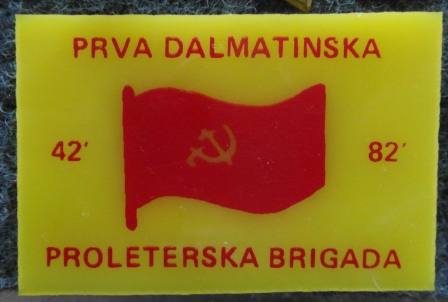 PRVA DALMATINSKA
42' 82'
PROLETERSKA BRIGADA